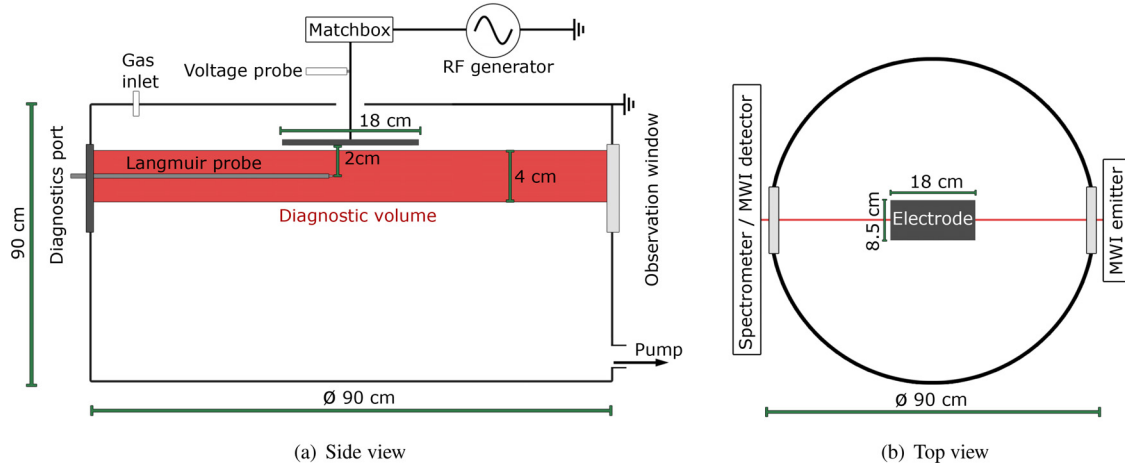 Matchbox
RF generator
Voltage probe
Gas
inlet
18 cm
2cm
Langmuir probe
4 cm
Diagnostic volume
Diagnostics port
Observation window
90 cm
Pump
Ø 90 cm
(a) Side view
Spectrometer / MWI detector
18 cm
8.5 cm
Electrode
MWI emitter
Ø 90 cm
(b) Top view